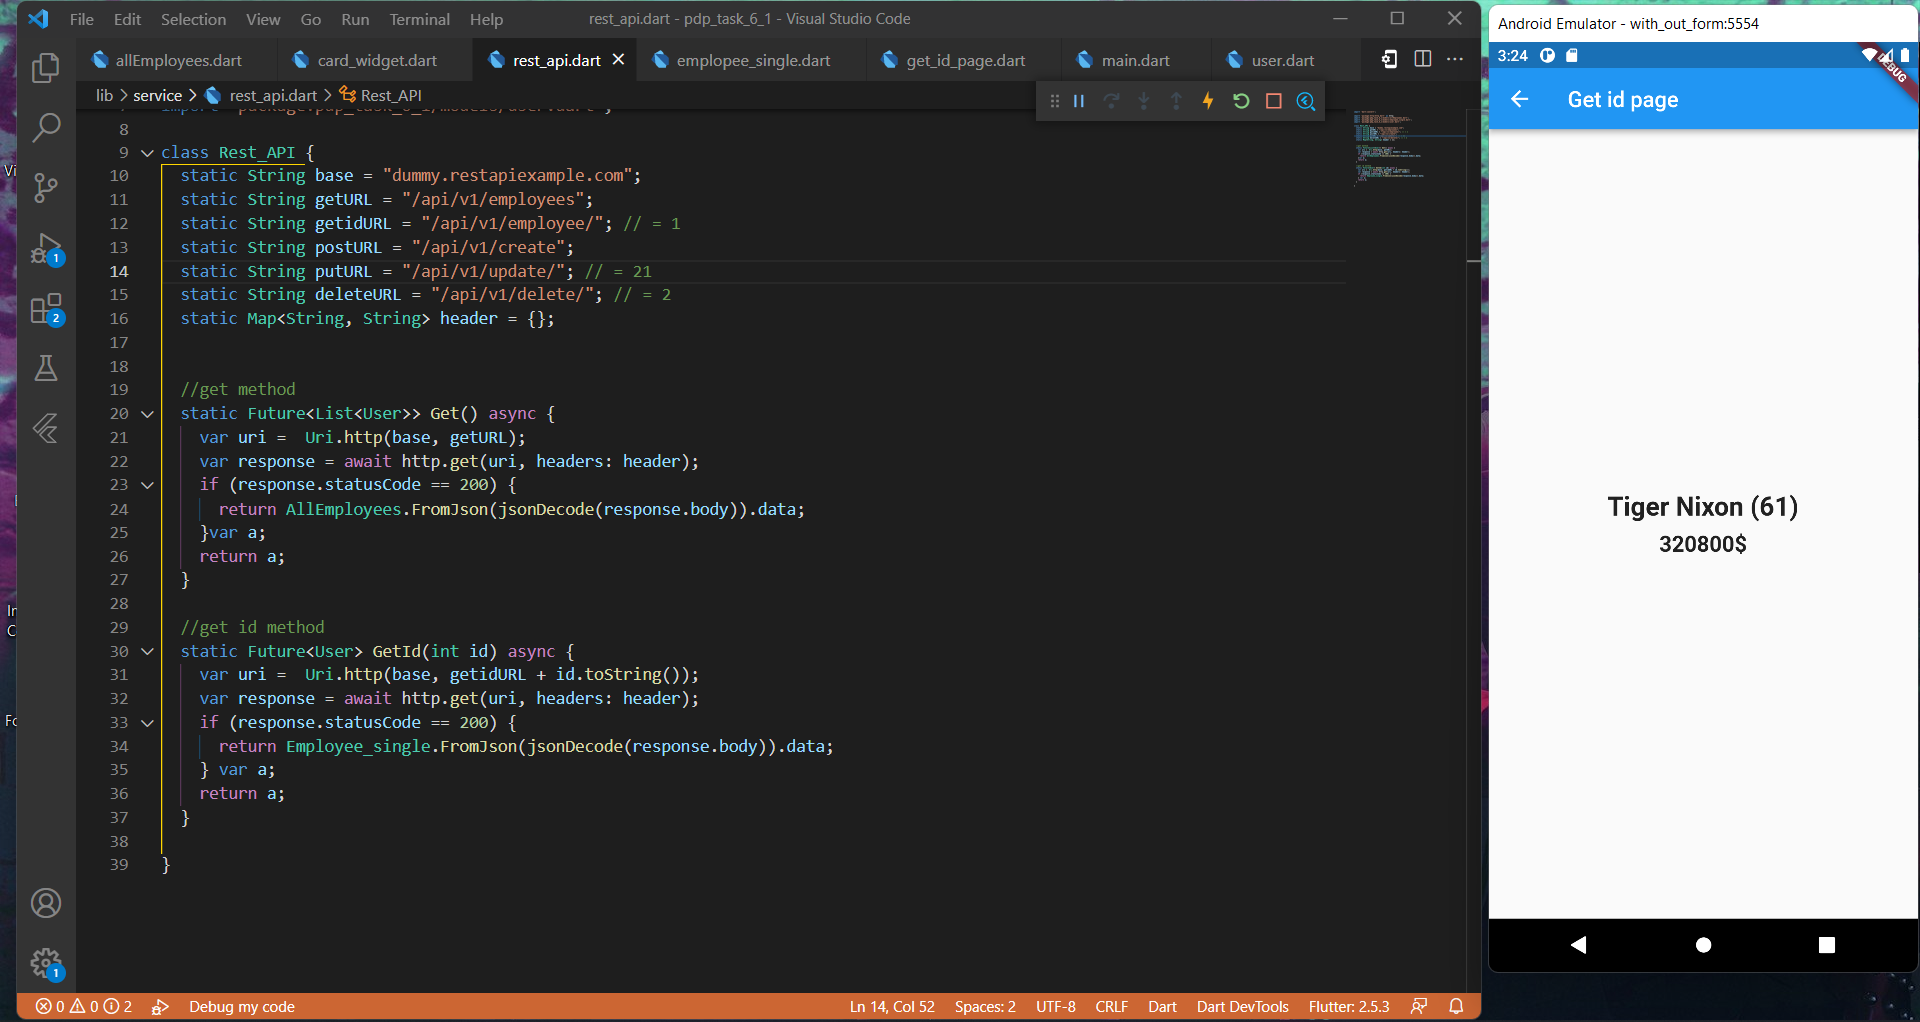 File Edit Selection View Go Run Terminal Help
rest_api.dart - pdp_task_6_1 - Visual Studio Code
allEmployees.dart card_widget.dart rest_api.dart emplopee_single.dart get_id_page.dart main.dart user.dart
lib > service > rest_api.dart > Rest_API
8
9 class Rest_API {
10 static String base = "dummy.restapiexample.com";
11 static String getURL = "/api/v1/employees";
12 static String getidURL = "/api/v1/employee/"; // = 1
13 static String postURL = "/api/v1/create";
14 static String putURL = "/api/v1/update/"; // = 21
15 static String deleteURL = "/api/v1/delete/"; // = 2
16 static Map<String, String> header = {};
17
18
19 //get method
20 static Future<List<User>> Get() async {
21 var uri =  Uri.http(base, getURL);
22 var response = await http.get(uri, headers: header);
23 if (response.statusCode == 200) {
24 return AllEmployees.FromJson(jsonDecode(response.body)).data;
25 }var a;
26 return a;
27 }
28
29 //get id method
30 static Future<User> GetId(int id) async {
31 var uri =  Uri.http(base, getidURL + id.toString());
32 var response = await http.get(uri, headers: header);
33 if (response.statusCode == 200) {
34 return Employee_single.FromJson(jsonDecode(response.body)).data;
35 } var a;
36 return a;
37 }
38
39 }
1
2
1
0 0 2 Debug my code
Ln 14, Col 52 Spaces: 2 UTF-8 CRLF Dart Dart DevTools Flutter: 2.5.3
Android Emulator - with_out_form:5554
3:24
DEBUG
Get id page
Tiger Nixon (61)
320800$